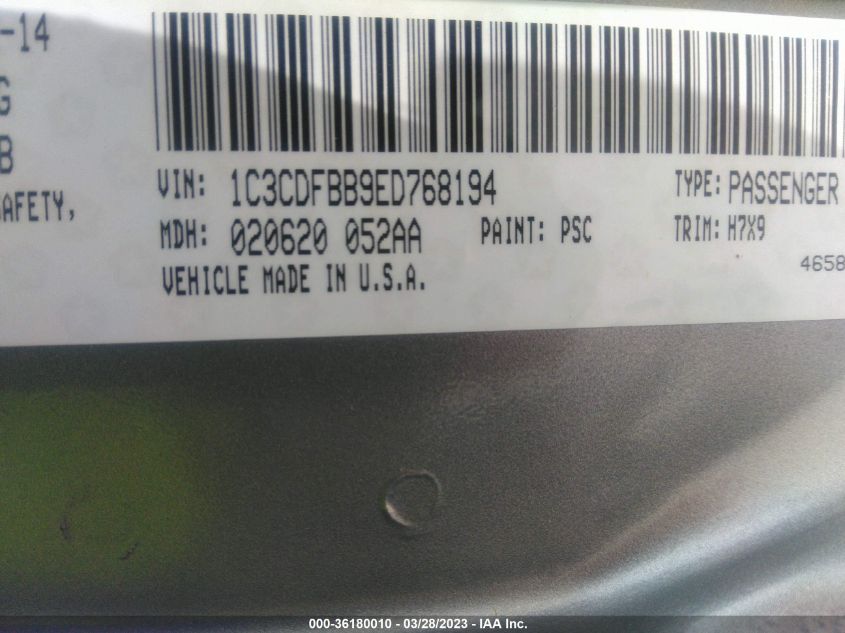 -14
G
B
AFETY,
VIN: 1C3CDFBB9ED768194 TYPE: PASSENGER
MDH: 020620 052AA PAINT: PSC TRIM: H7X9
VEHICLE MADE IN U.S.A. 4658
000-36180010 - 03/28/2023 - IAA Inc.